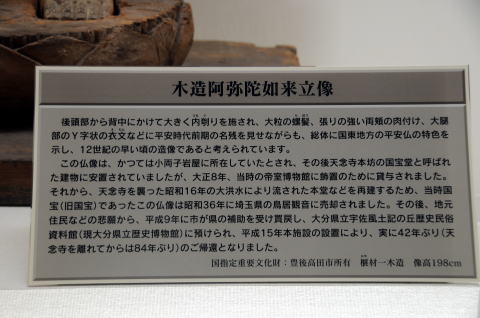 木造阿弥陀如来立像
後頭部から背中にかけて大きく内刳りを施され、大粒の螺髪、張りの強い両頬の肉付け、大腿
部のY字状の衣文などに平安時代前期の名残を見せながらも、総体に国東地方の平安仏の特色を
示し、12世紀の早い頃の造像であると考えられています。
この仏像は、かつては小両子岩屋に所在していたとされ、その後天念寺本坊の国宝堂と呼ばれ
た建物に安置されていましたが、大正8年、当時の帝室博物館に飾置のために貸与されました。
それから、天念寺を襲った昭和16年の大洪水により流された本堂などを再建するため、当時国
宝(旧国宝)であったこの仏像は昭和36年に埼玉県の鳥居観音に売却されました。その後、地元
住民などの悲願から、平成9年に市が県の補助を受け買戻し、大分県立宇佐風土記の丘歴史民俗
資料館(現大分県立歴史博物館)に預けられ、平成15年本施設の設置により、実に42年ぶり(天
念寺を離れてからは84年ぶり)のご帰還となりました。
国指定重要文化財：豊後高田市所有 榧材一木造 像高198cm